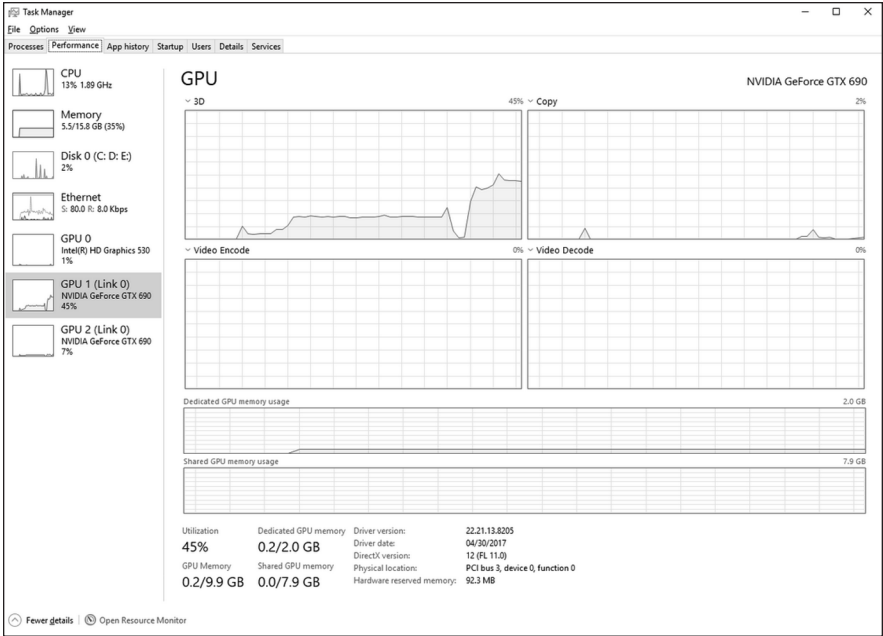 Task Manager
File Options View
Processes Performance App history Startup Users Details Services
CPU
13% 1.89 GHz
Memory
5.5/15.8 GB (35%)
Disk 0 (C: D: E:)
2%
Ethernet
S: 80.0 R: 8.0 Kbps
GPU 0
Intel(R) HD Graphics 530
1%
GPU 1 (Link 0)
NVIDIA GeForce GTX 690
45%
GPU 2 (Link 0)
NVIDIA GeForce GTX 690
7%
GPU NVIDIA GeForce GTX 690
3D 45% Copy 2%
Video Encode 0% Video Decode 0%
Dedicated GPU memory usage 2.0 GB
Shared GPU memory usage 7.9 GB
Utilization
45%
GPU Memory
0.2/9.9 GB
Dedicated GPU memory
0.2/2.0 GB
Shared GPU memory
0.0/7.9 GB
Driver version: 22.21.13.8205
Driver date: 04/30/2017
DirectX version: 12 (FL 11.0)
Physical location: PCI bus 3, device 0, function 0
Hardware reserved memory: 92.3 MB
Fewer details Open Resource Monitor